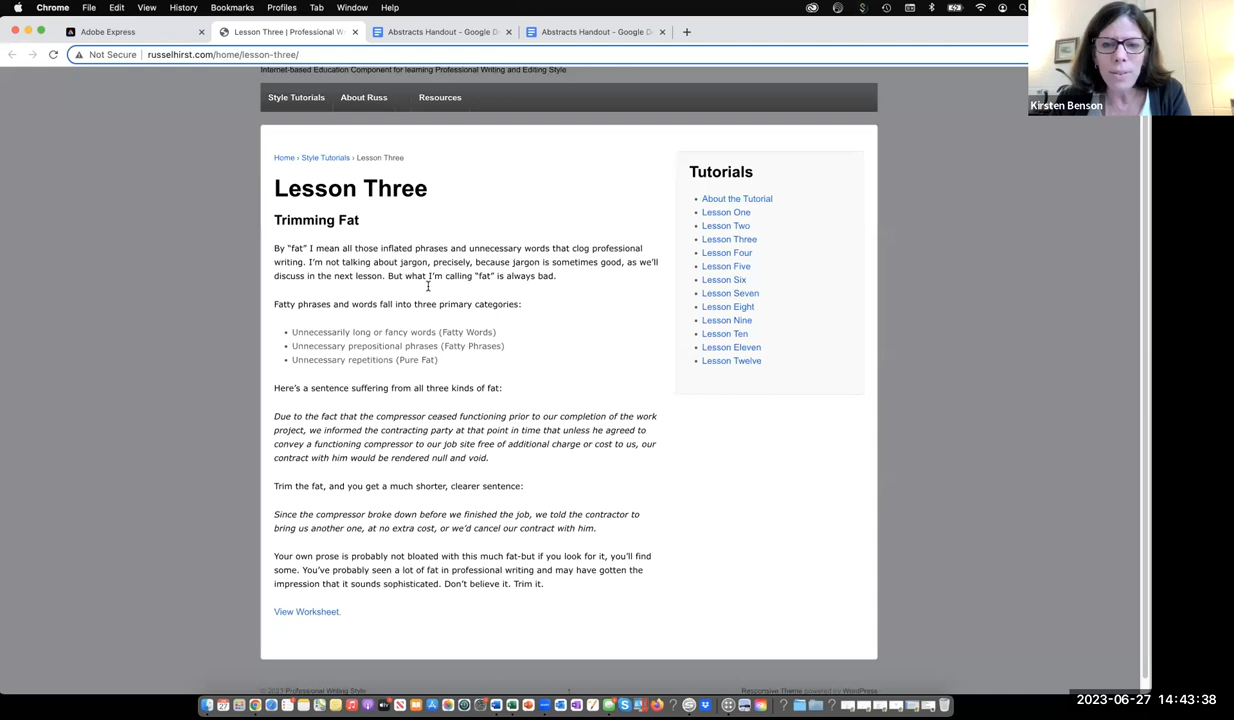 Chrome File Edit View History Bookmarks Profiles Tab Window Help
Adobe Express
Lesson Three | Professional W
Abstracts Handout - Google D
Abstracts Handout - Google D
Not Secure russelhirst.com/home/lesson-three/
Internet-based Education Component for learning Professional Writing and Editing Style
Style Tutorials About Russ Resources
Kirsten Benson
Home › Style Tutorials › Lesson Three
Lesson Three
Trimming Fat
By “fat” I mean all those inflated phrases and unnecessary words that clog professional
writing. I’m not talking about jargon, precisely, because jargon is sometimes good, as we’ll
discuss in the next lesson. But what I’m calling “fat” is always bad.
Fatty phrases and words fall into three primary categories:
• Unnecessarily long or fancy words (Fatty Words)
• Unnecessary prepositional phrases (Fatty Phrases)
• Unnecessary repetitions (Pure Fat)
Here’s a sentence suffering from all three kinds of fat:
Due to the fact that the compressor ceased functioning prior to our completion of the work
project, we informed the contracting party at that point in time that unless he agreed to
convey a functioning compressor to our job site free of additional charge or cost to us, our
contract with him would be rendered null and void.
Trim the fat, and you get a much shorter, clearer sentence:
Since the compressor broke down before we finished the job, we told the contractor to
bring us another one, at no extra cost, or we’d cancel our contract with him.
Your own prose is probably not bloated with this much fat-but if you look for it, you’ll find
some. You’ve probably seen a lot of fat in professional writing and may have gotten the
impression that it sounds sophisticated. Don’t believe it. Trim it.
View Worksheet.
Tutorials
• About the Tutorial
• Lesson One
• Lesson Two
• Lesson Three
• Lesson Four
• Lesson Five
• Lesson Six
• Lesson Seven
• Lesson Eight
• Lesson Nine
• Lesson Ten
• Lesson Eleven
• Lesson Twelve
© 2023 Professional Writing Style
Responsive Theme powered by WordPress
2023-06-27 14:43:38